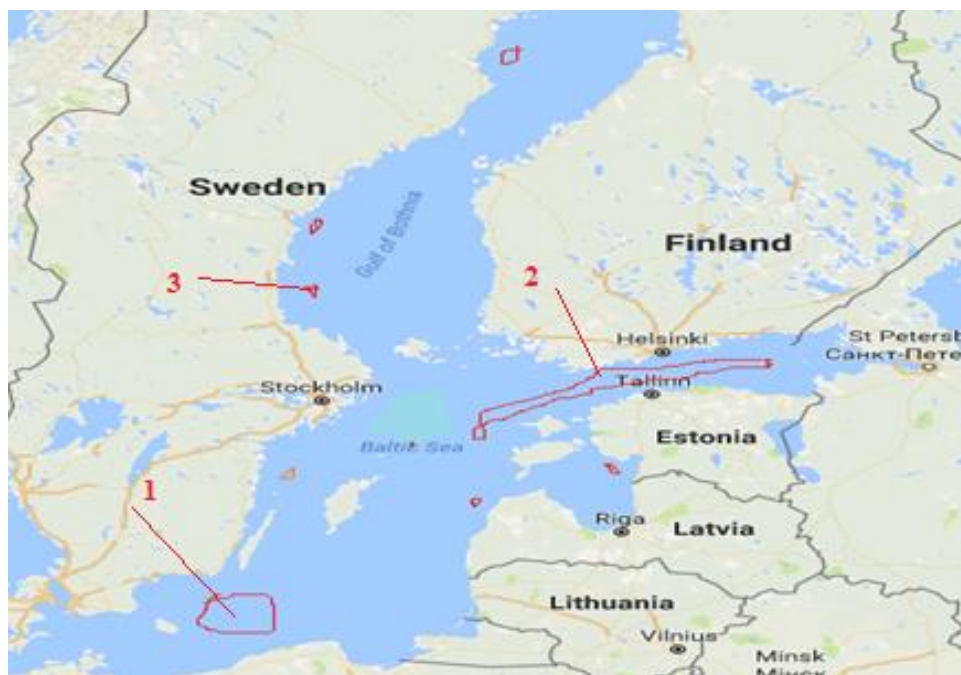 Sweden
Gulf of Bothnia
3
Finland
2
Helsinki
St Petersb
Санкт-Пете
Stockholm
Tallinn
Baltic Sea
Estonia
1
Riga
Latvia
Lithuania
Vilnius
Minsk
Мінск